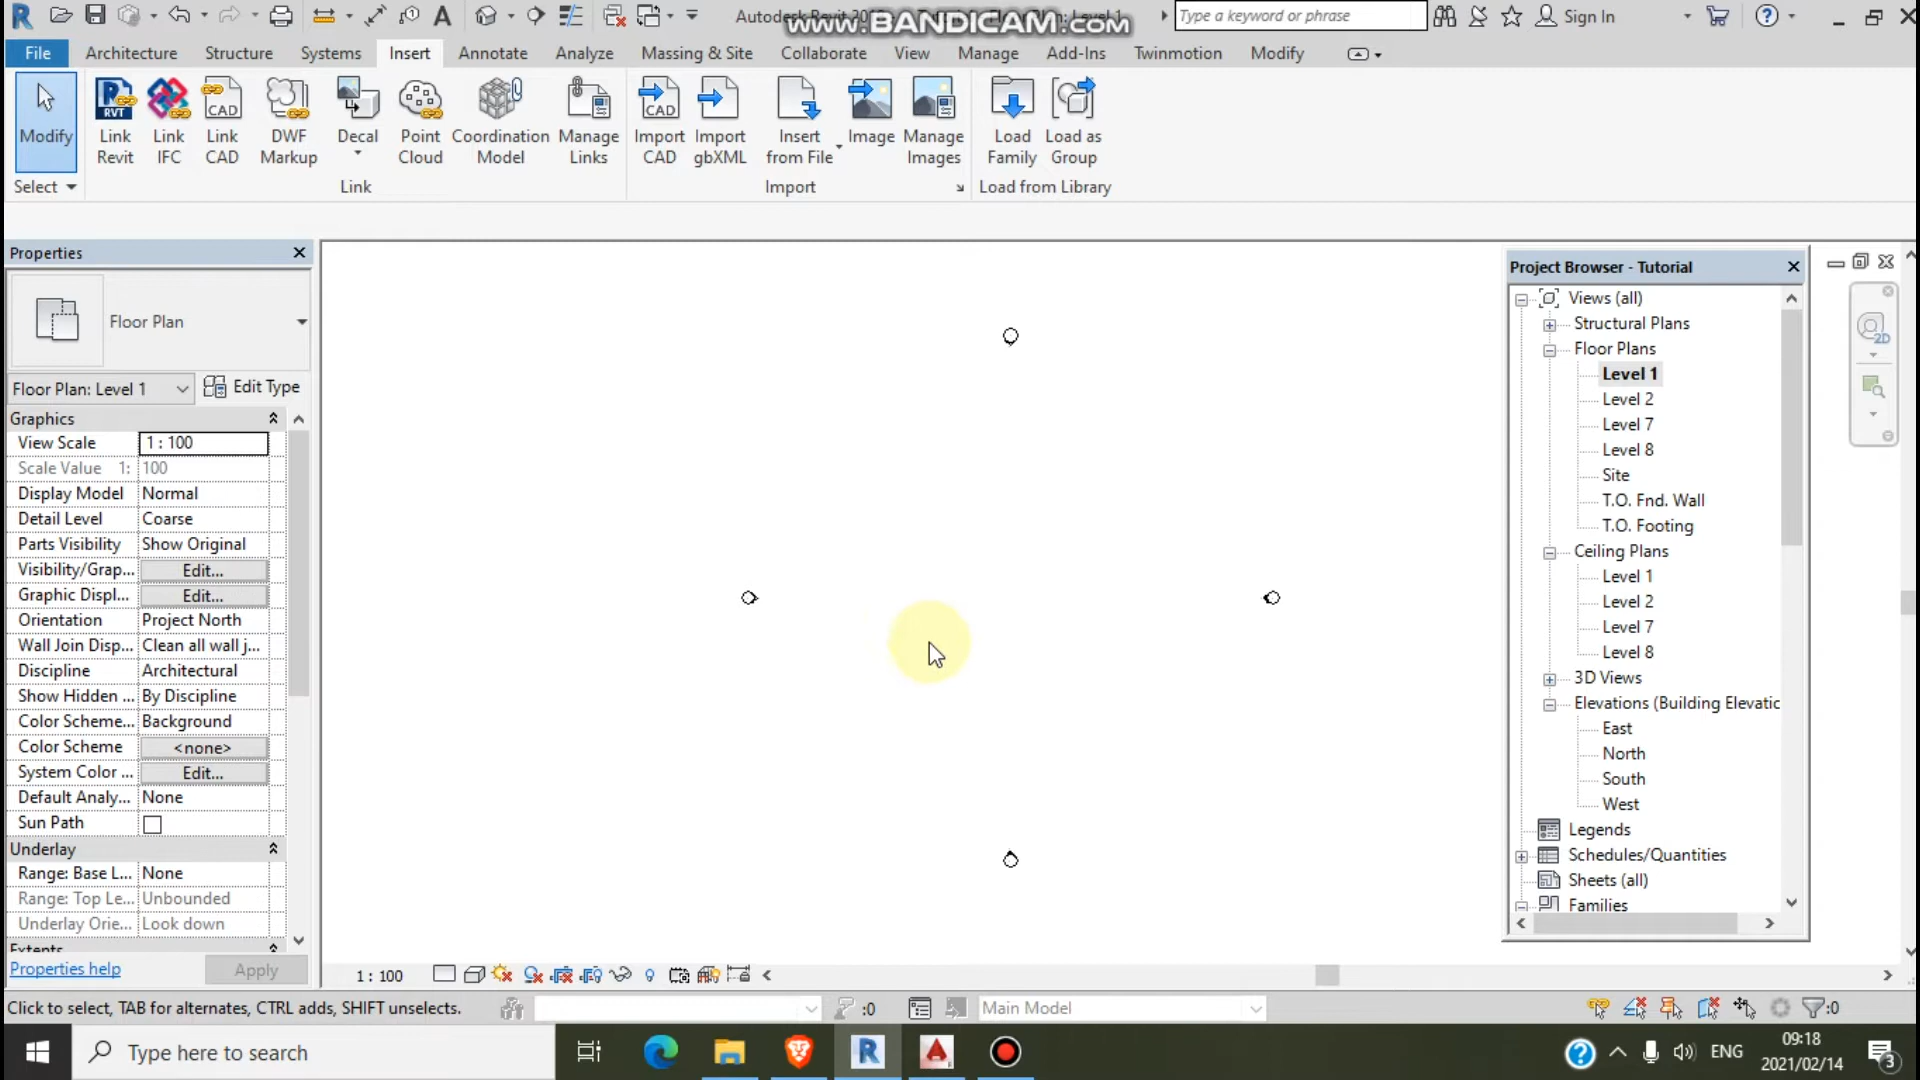 Autodesk Revit 20
www.BANDICAM.com
Type a keyword or phrase
Sign In
File Architecture Structure Systems Insert Annotate Analyze Massing & Site Collaborate View Manage Add-Ins Twinmotion Modify
Modify
Link Revit
Link IFC
Link CAD
DWF Markup
Decal
Point Cloud
Coordination Model
Manage Links
Import CAD
Import gbXML
Insert from File
Image
Manage Images
Load Family
Load as Group
Select
Link
Import
Load from Library
Properties
Floor Plan
Floor Plan: Level 1
Edit Type
Graphics
View Scale 1 : 100
Scale Value 1: 100
Display Model Normal
Detail Level Coarse
Parts Visibility Show Original
Visibility/Grap... Edit...
Graphic Displ... Edit...
Orientation Project North
Wall Join Disp... Clean all wall j...
Discipline Architectural
Show Hidden ... By Discipline
Color Scheme... Background
Color Scheme <none>
System Color ... Edit...
Default Analy... None
Sun Path
Underlay
Range: Base L... None
Range: Top Le... Unbounded
Underlay Orie... Look down
Extents
Properties help
Apply
Project Browser - Tutorial
Views (all)
Structural Plans
Floor Plans
Level 1
Level 2
Level 7
Level 8
Site
T.O. Fnd. Wall
T.O. Footing
Ceiling Plans
Level 1
Level 2
Level 7
Level 8
3D Views
Elevations (Building Elevatic
East
North
South
West
Legends
Schedules/Quantities
Sheets (all)
Families
2D
1 : 100
Click to select, TAB for alternates, CTRL adds, SHIFT unselects.
:0
Main Model
:0
Type here to search
ENG
09:18
2021/02/14
3